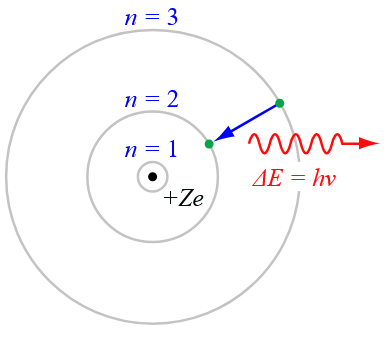 n = 3
n = 2
n = 1
+Ze
ΔE = hν